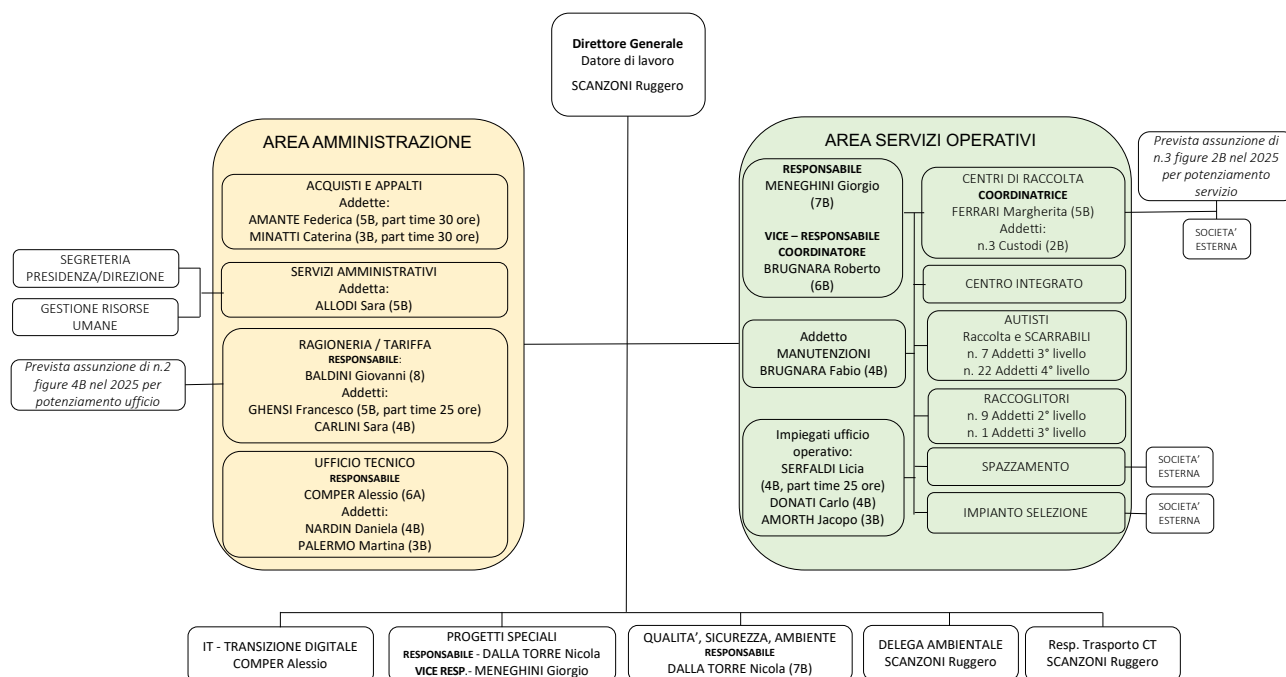 Direttore Generale
Datore di lavoro
SCANZONI Ruggero
AREA AMMINISTRAZIONE
ACQUISTI E APPALTI
Addette:
AMANTE Federica (5B, part time 30 ore)
MINATTI Caterina (3B, part time 30 ore)
SEGRETERIA
PRESIDENZA/DIREZIONE
GESTIONE RISORSE
UMANE
SERVIZI AMMINISTRATIVI
Addetta:
ALLODI Sara (5B)
Prevista assunzione di n.2
figure 4B nel 2025 per
potenziamento ufficio
RAGIONERIA / TARIFFA
RESPONSABILE:
BALDINI Giovanni (8)
Addetti:
GHENSI Francesco (5B, part time 25 ore)
CARLINI Sara (4B)
UFFICIO TECNICO
RESPONSABILE
COMPER Alessio (6A)
Addetti:
NARDIN Daniela (4B)
PALERMO Martina (3B)
AREA SERVIZI OPERATIVI
RESPONSABILE
MENEGHINI Giorgio
(7B)
VICE – RESPONSABILE
COORDINATORE
BRUGNARA Roberto
(6B)
Addetto
MANUTENZIONI
BRUGNARA Fabio (4B)
Impiegati ufficio
operativo:
SERFALDI Licia
(4B, part time 25 ore)
DONATI Carlo (4B)
AMORTH Jacopo (3B)
CENTRI DI RACCOLTA
COORDINATRICE
FERRARI Margherita (5B)
Addetti:
n.3 Custodi (2B)
CENTRO INTEGRATO
AUTISTI
Raccolta e SCARRABILI
n. 7 Addetti 3° livello
n. 22 Addetti 4° livello
RACCOGLITORI
n. 9 Addetti 2° livello
n. 1 Addetti 3° livello
SPAZZAMENTO
IMPIANTO SELEZIONE
Prevista assunzione di
n.3 figure 2B nel 2025
per potenziamento
servizio
SOCIETA’
ESTERNA
SOCIETA’
ESTERNA
SOCIETA’
ESTERNA
IT - TRANSIZIONE DIGITALE
COMPER Alessio
PROGETTI SPECIALI
RESPONSABILE - DALLA TORRE Nicola
VICE RESP.- MENEGHINI Giorgio
QUALITA’, SICUREZZA, AMBIENTE
RESPONSABILE
DALLA TORRE Nicola (7B)
DELEGA AMBIENTALE
SCANZONI Ruggero
Resp. Trasporto CT
SCANZONI Ruggero